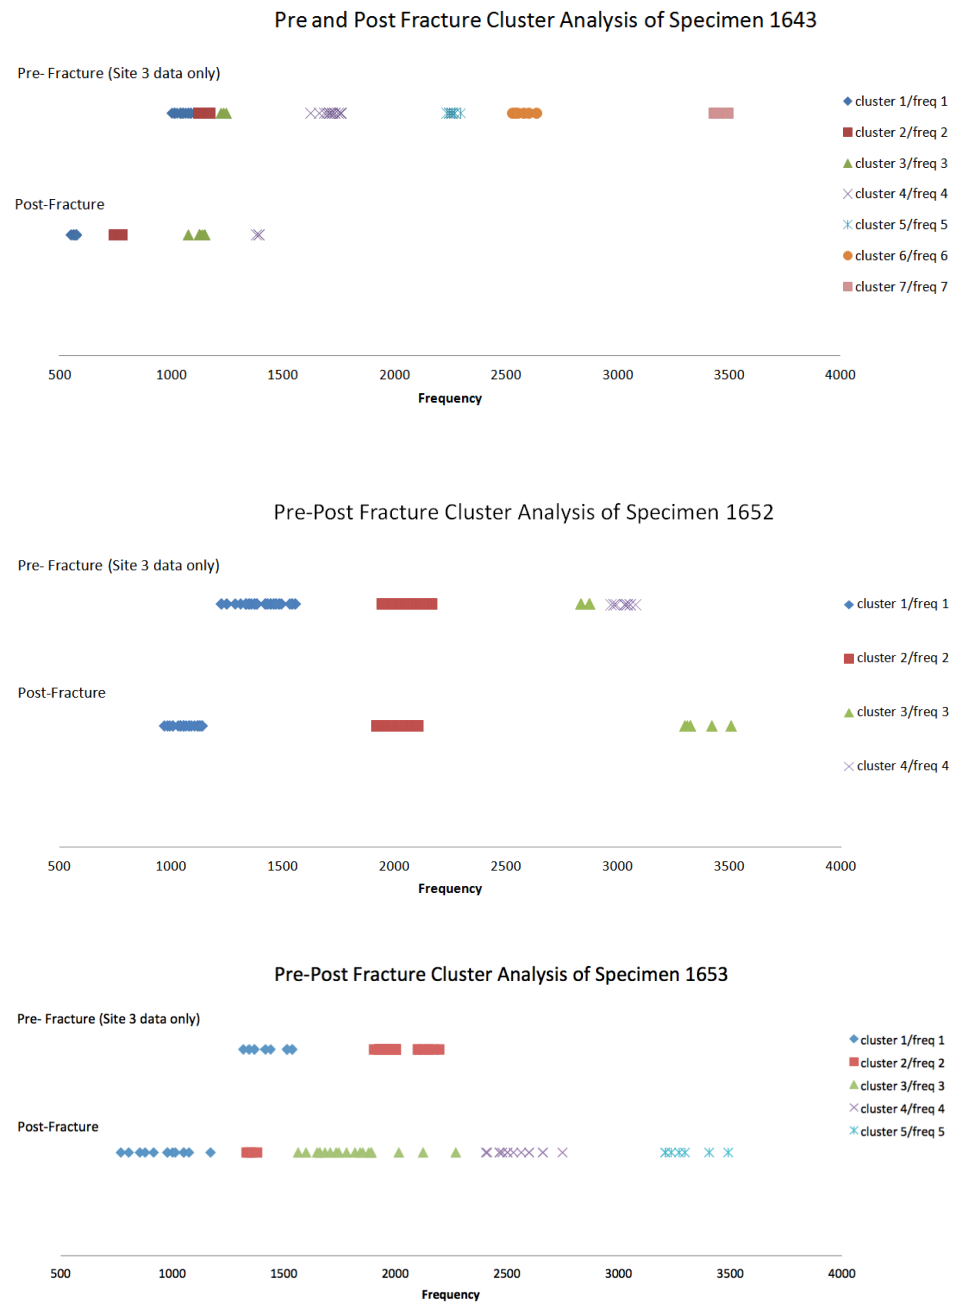 Pre and Post Fracture Cluster Analysis of Specimen 1643
Pre- Fracture (Site 3 data only)
cluster 1/freq 1
cluster 2/freq 2
cluster 3/freq 3
cluster 4/freq 4
cluster 5/freq 5
cluster 6/freq 6
cluster 7/freq 7
Post-Fracture
500 1000 1500 2000 2500 3000 3500 4000
Frequency
Pre-Post Fracture Cluster Analysis of Specimen 1652
Pre- Fracture (Site 3 data only)
cluster 1/freq 1
cluster 2/freq 2
cluster 3/freq 3
cluster 4/freq 4
Post-Fracture
500 1000 1500 2000 2500 3000 3500 4000
Frequency
Pre-Post Fracture Cluster Analysis of Specimen 1653
Pre- Fracture (Site 3 data only)
cluster 1/freq 1
cluster 2/freq 2
cluster 3/freq 3
cluster 4/freq 4
cluster 5/freq 5
Post-Fracture
500 1000 1500 2000 2500 3000 3500 4000
Frequency